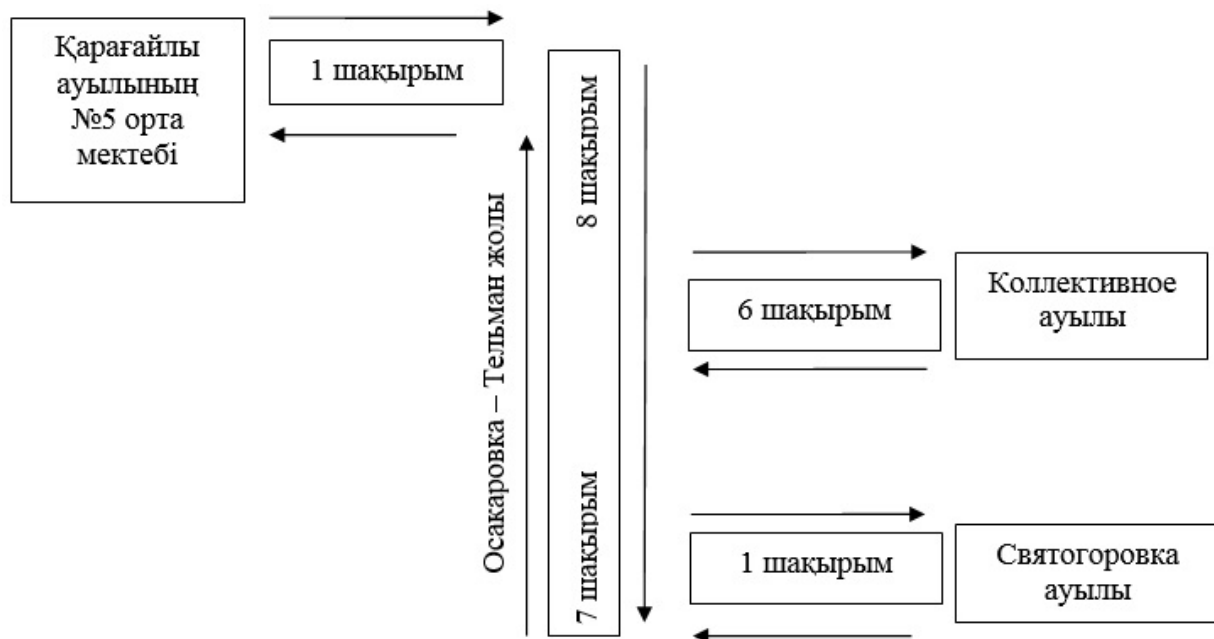 Қарағайлы
ауылының
№5 орта
мектебі
1 шақырым
8 шақырым
Осакаровка – Тельман жолы
6 шақырым
Коллективное
ауылы
7 шақырым
1 шақырым
Святогоровка
ауылы